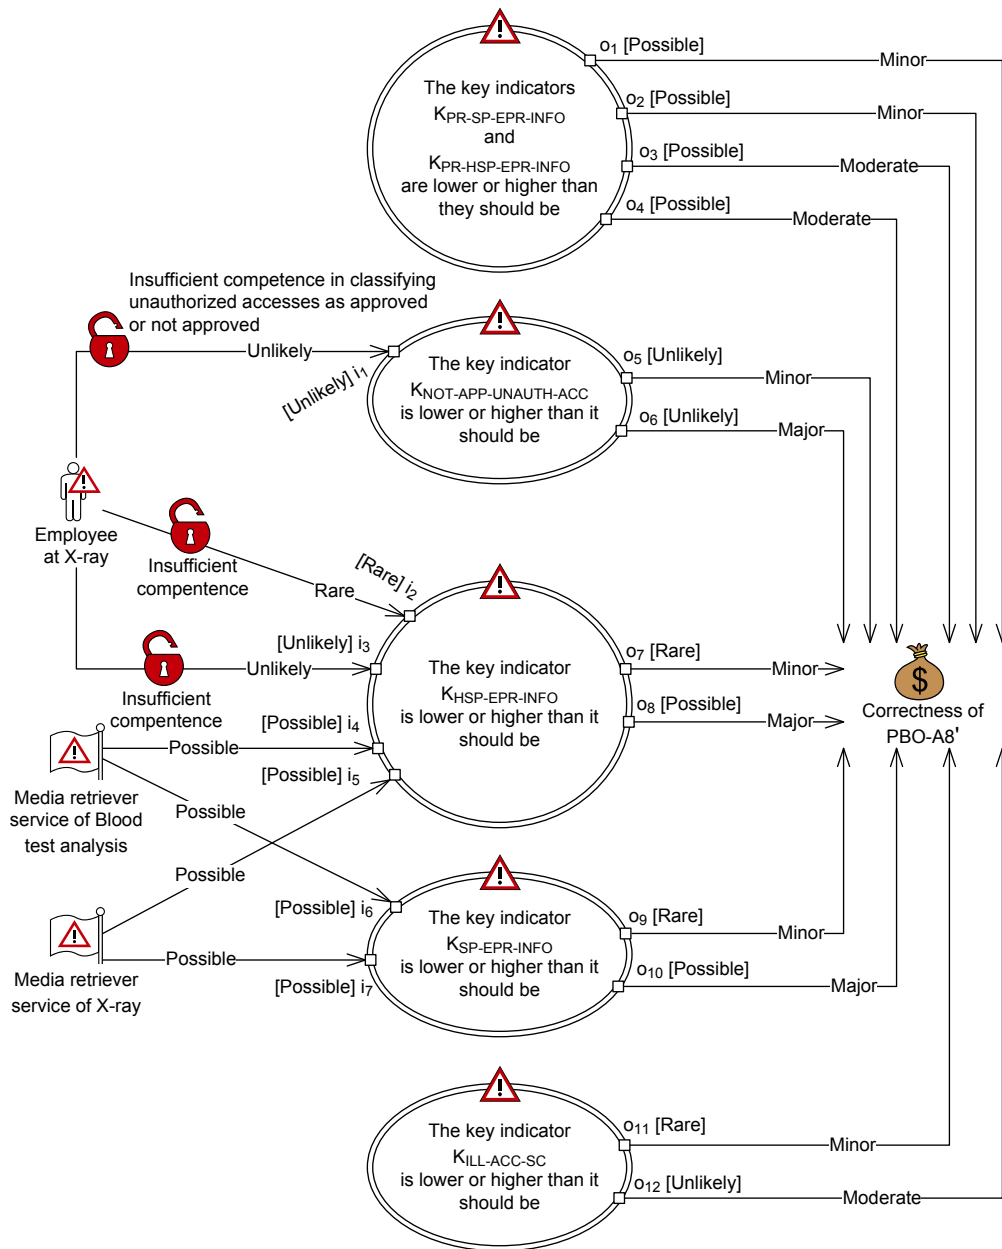 o1 [Possible]
Minor
The key indicators
KPR-SP-EPR-INFO
and
KPR-HSP-EPR-INFO
are lower or higher than
they should be
o2 [Possible]
Minor
o3 [Possible]
Moderate
o4 [Possible]
Moderate
Insufficient competence in classifying
unauthorized accesses as approved
or not approved
Unlikely
[Unlikely] i1
The key indicator
KNOT-APP-UNAUTH-ACC
is lower or higher than it
should be
o5 [Unlikely]
Minor
o6 [Unlikely]
Major
Employee
at X-ray
Insufficient
compentence
Rare
[Rare] i2
[Unlikely] i3
Unlikely
Insufficient
compentence
The key indicator
KHSP-EPR-INFO
is lower or higher than it
should be
o7 [Rare]
Minor
o8 [Possible]
Major
$
Correctness of
PBO-A8'
[Possible] i4
Possible
[Possible] i5
Media retriever
service of Blood
test analysis
Possible
Possible
[Possible] i6
The key indicator
KSP-EPR-INFO
is lower or higher than it
should be
o9 [Rare]
Minor
o10 [Possible]
Major
Possible
[Possible] i7
Media retriever
service of X-ray
The key indicator
KILL-ACC-SC
is lower or higher than it
should be
o11 [Rare]
Minor
o12 [Unlikely]
Moderate